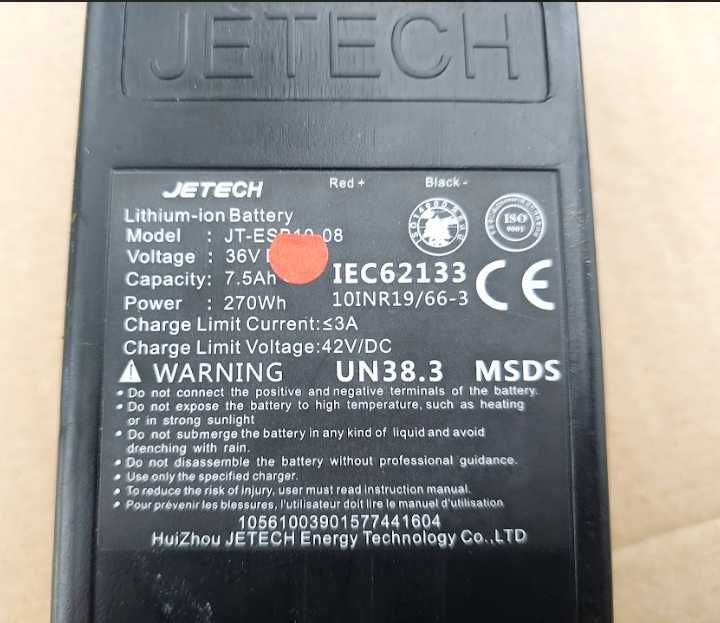 JETECH
JETECH Red + Black -
Lithium-ion Battery
Model : 08
Voltage : 36V
Capacity: 7.5Ah
IEC62133
Power : 270Wh
10INR19/66-3
CE
Charge Limit Current:≤3A
Charge Limit Voltage:42V/DC
WARNING UN38.3 MSDS
• Do not connect the positive and negative terminals of the battery.
• Do not expose the battery to high temperature, such as heating
or in strong sunlight
• Do not submerge the battery in any kind of liquid and avoid
drenching with rain.
• Do not disassemble the battery without professional guidance.
• Use only the specified charger.
• To reduce the risk of injury, user must read instruction manual.
• Pour prévenir les blessures, l'utilisateur doit lire le manuel d'utilisation
10561003901577441604
HuiZhou JETECH Energy Technology Co.,LTD
ISO